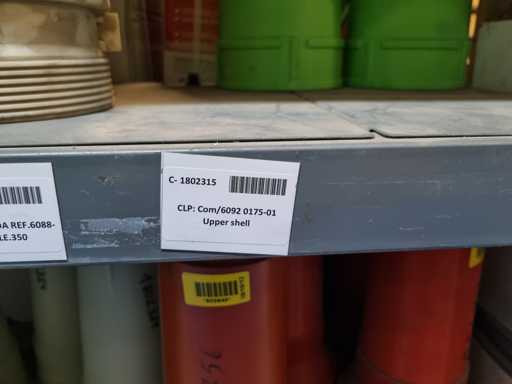 C- 1802315
CLP: Com/6092 0175-01
Upper shell
DA REF.6088-
LE.350